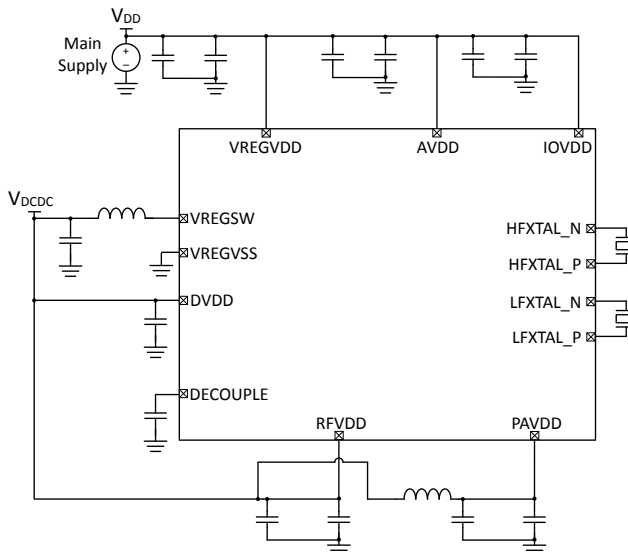 VDD
Main
Supply
+
–
VREGVDD
AVDD
IOVDD
VDCDC
VREGSW
VREGVSS
DVDD
DECOUPLE
HFXTAL_N
HFXTAL_P
LFXTAL_N
LFXTAL_P
RFVDD
PAVDD